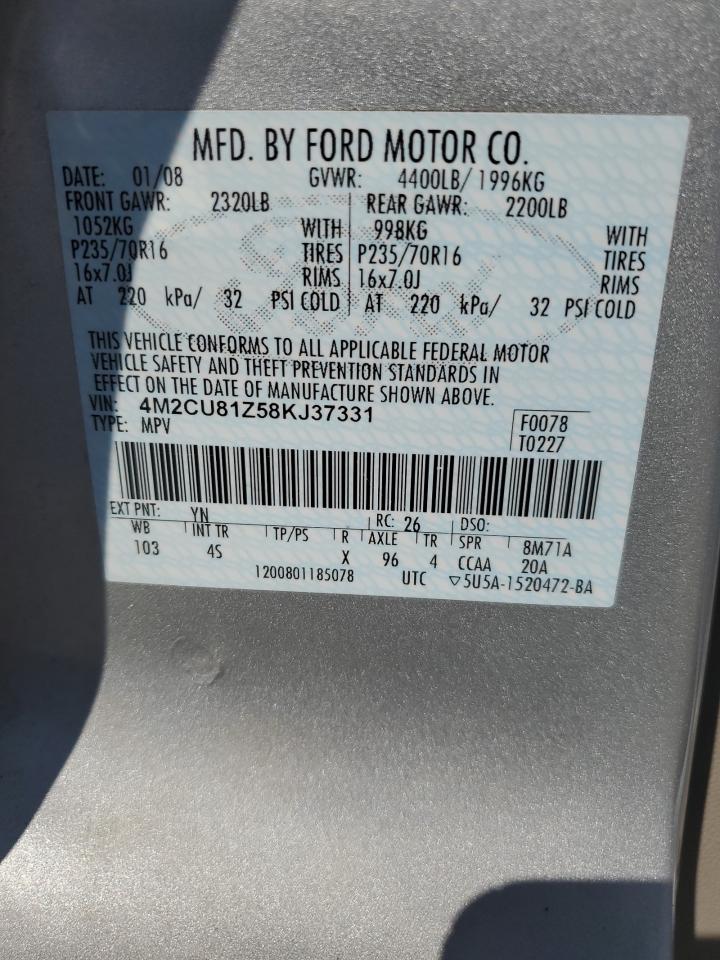 MFD. BY FORD MOTOR CO.
DATE: 01/08 GVWR: 4400LB/ 1996KG
FRONT GAWR: 2320LB REAR GAWR: 2200LB
1052KG WITH 998KG WITH
P235/70R16 TIRES P235/70R16 TIRES
16x7.0J RIMS 16x7.0J RIMS
AT 220 kPa/ 32 PSI COLD AT 220 kPa/ 32 PSI COLD
THIS VEHICLE CONFORMS TO ALL APPLICABLE FEDERAL MOTOR
VEHICLE SAFETY AND THEFT PREVENTION STANDARDS IN
EFFECT ON THE DATE OF MANUFACTURE SHOWN ABOVE.
VIN: 4M2CU81Z58KJ37331 F0078
TYPE: MPV T0227
EXT PNT: YN RC: 26 DSO:
WB INT TR TP/PS R AXLE TR SPR 8M71A
103 4S X 96 4 CCAA 20A
1200801185078 UTC ▽5U5A-1520472-BA